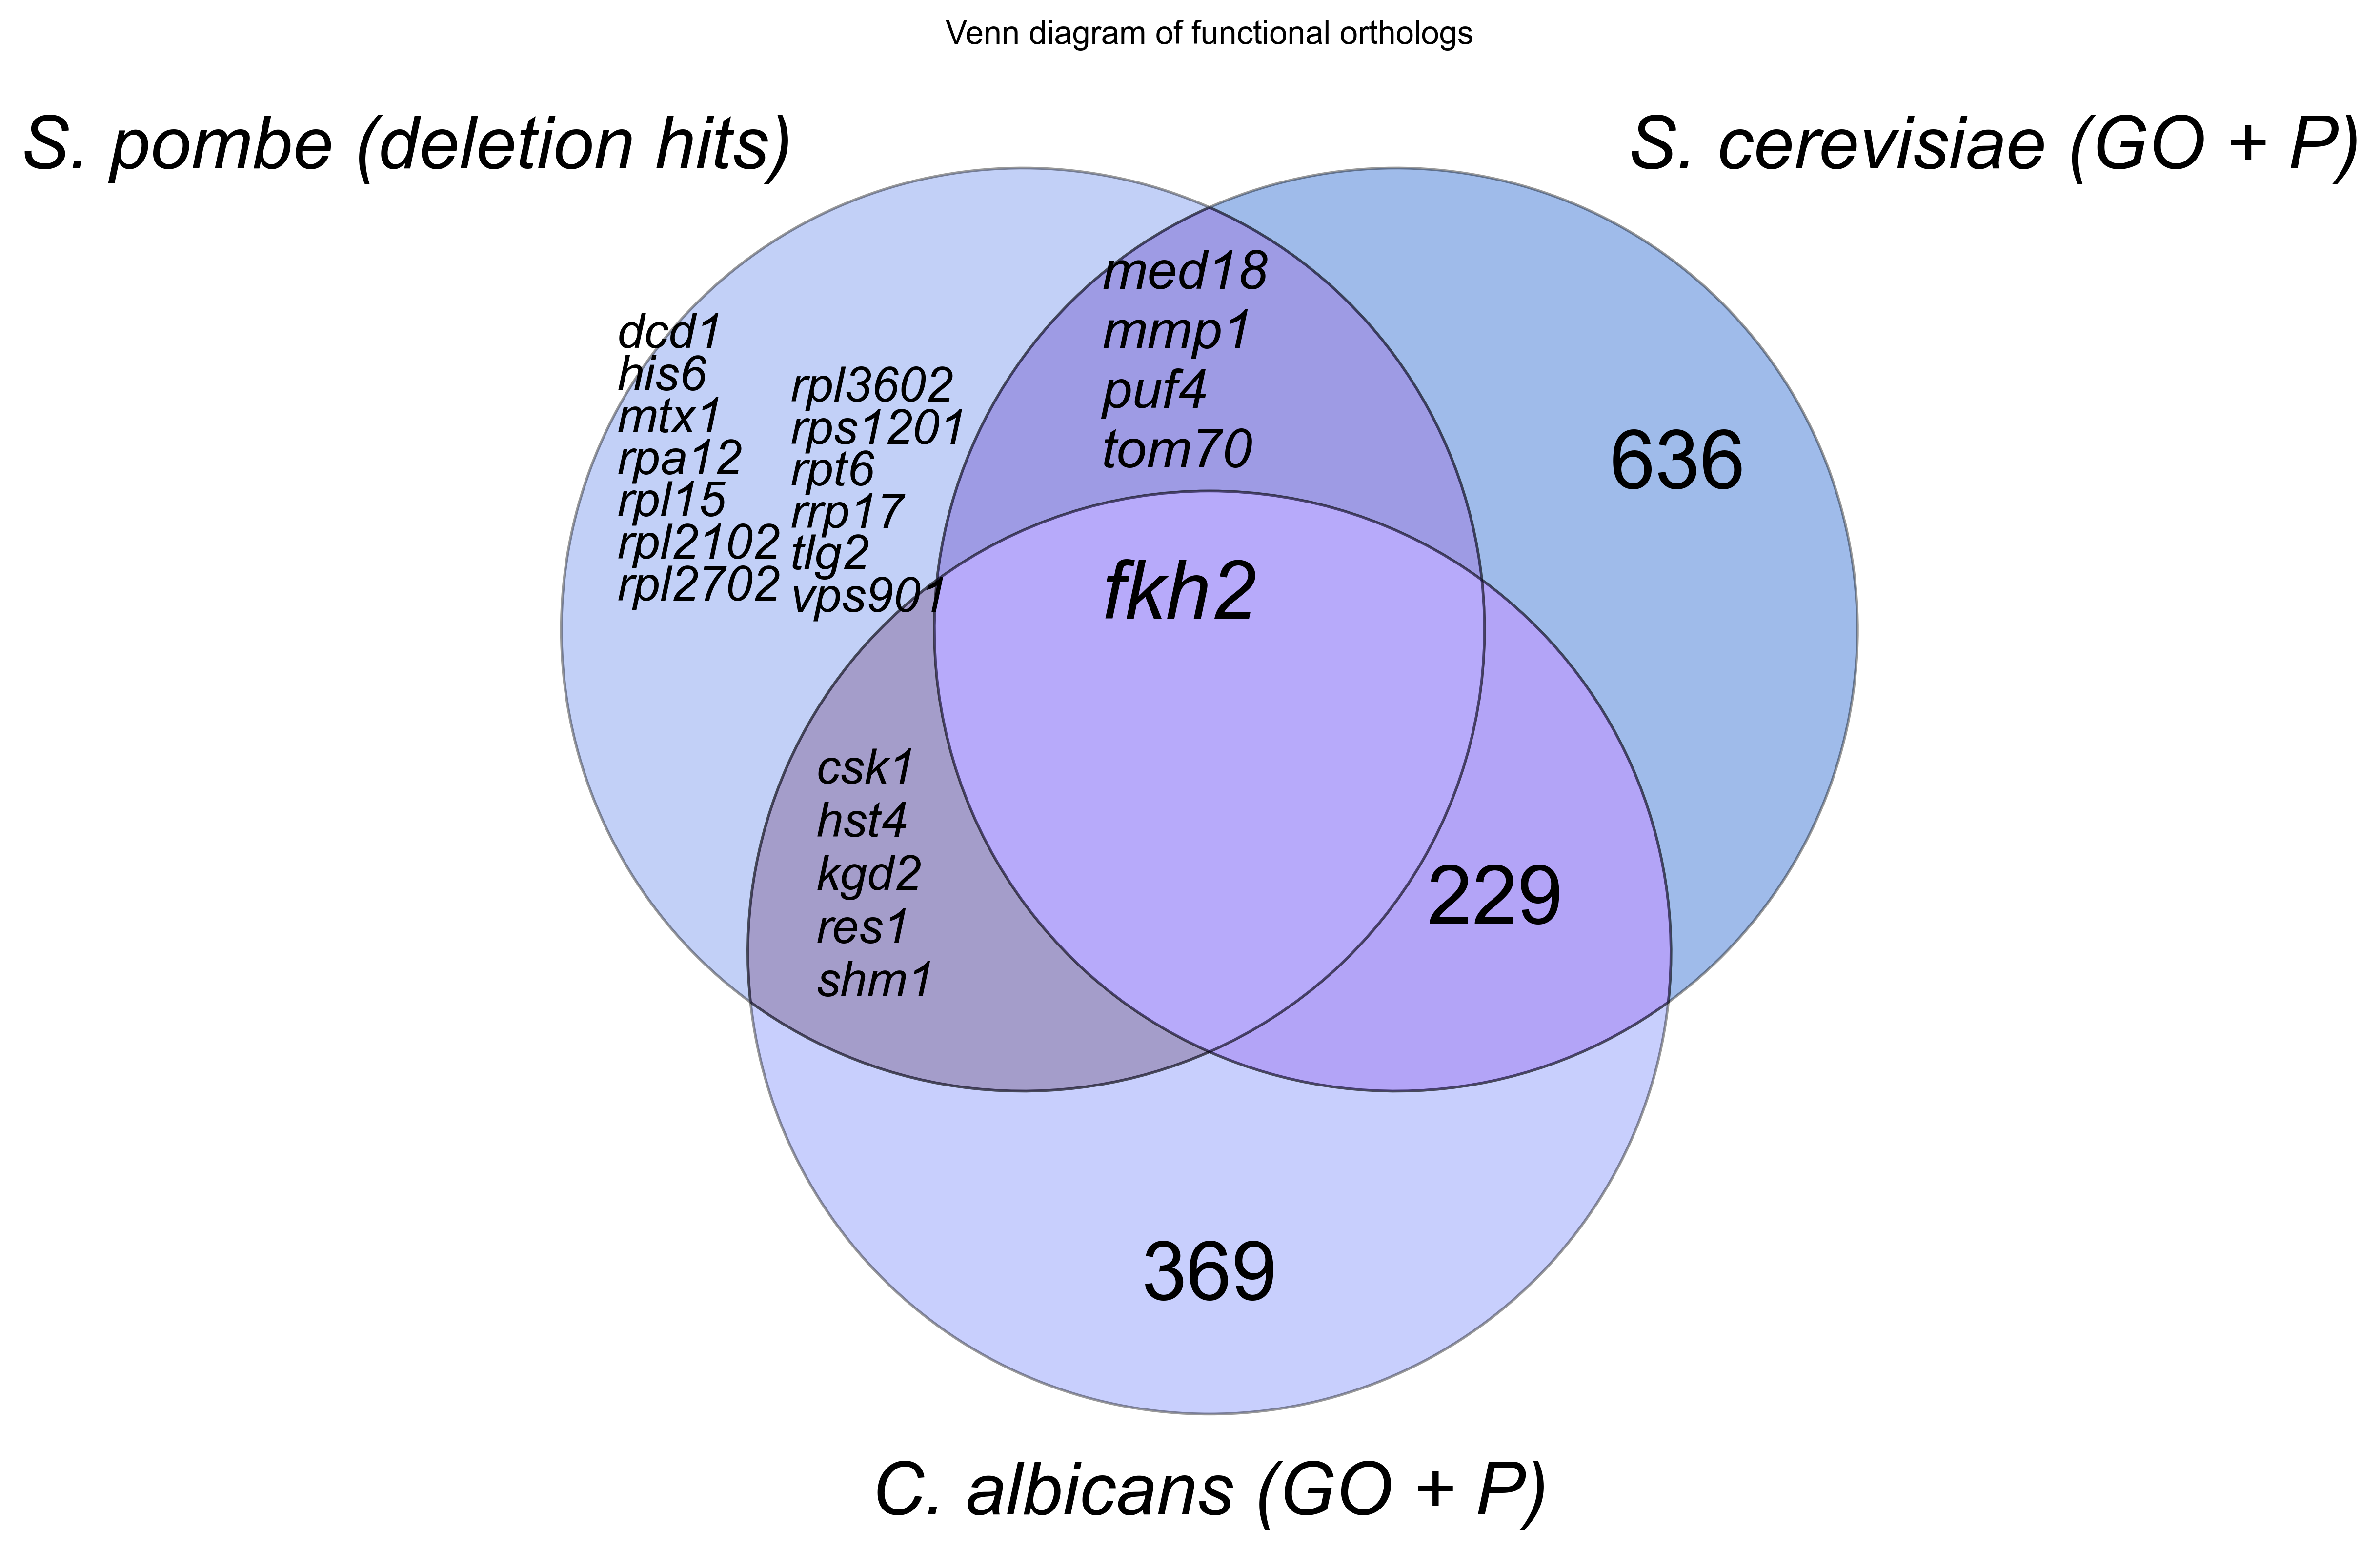 Venn diagram of functional orthologs
S. pombe (deletion hits)
S. cerevisiae (GO + P)
dcd1
his6
mtx1
rpa12
rpl15
rpl2102
rpl2702
rpl3602
rps1201
rpt6
rrp17
tlg2
vps901
med18
mmp1
puf4
tom70
636
fkh2
csk1
hst4
kgd2
res1
shm1
229
369
C. albicans (GO + P)